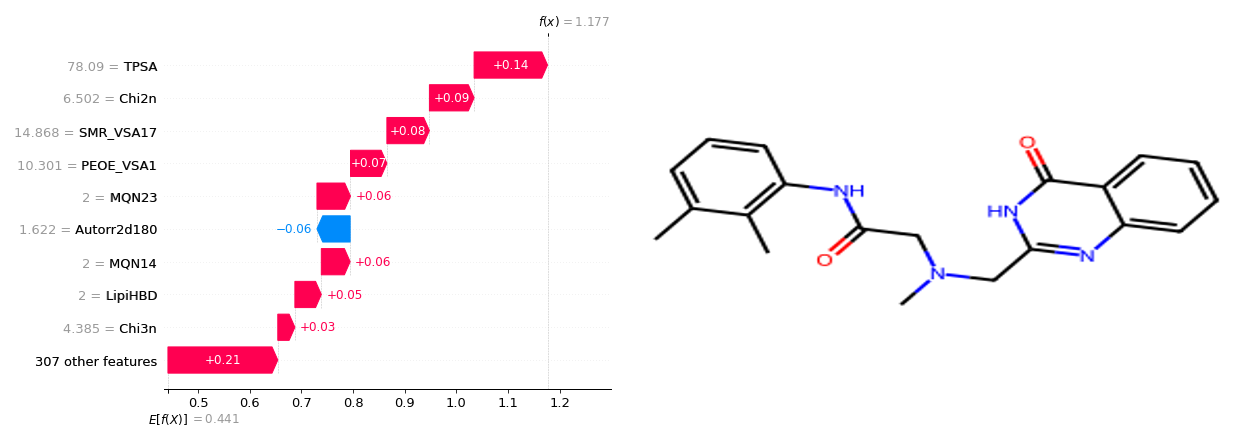 f(x) = 1.177
78.09 = TPSA
+0.14
6.502 = Chi2n
+0.09
14.868 = SMR_VSA17
+0.08
10.301 = PEOE_VSA1
+0.07
2 = MQN23
+0.06
1.622 = Autorr2d180
−0.06
2 = MQN14
+0.06
2 = LipiHBD
+0.05
4.385 = Chi3n
+0.03
307 other features
+0.21
0.5 0.6 0.7 0.8 0.9 1.0 1.1 1.2
E[f(X)] = 0.441
O
NH
HN
O
N
N